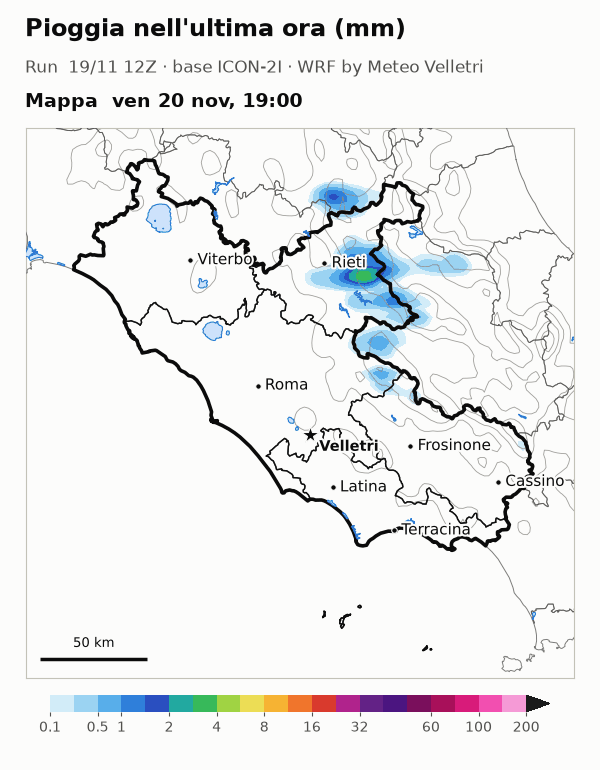 Pioggia nell'ultima ora (mm)
Run  19/11 12Z · base ICON-2I · WRF by Meteo Velletri
Mappa  ven 20 nov, 19:00
Viterbo
Rieti
Roma
Velletri
Frosinone
Cassino
Latina
Terracina
50 km
0.1 0.5 1 2 4 8 16 32 60 100 200